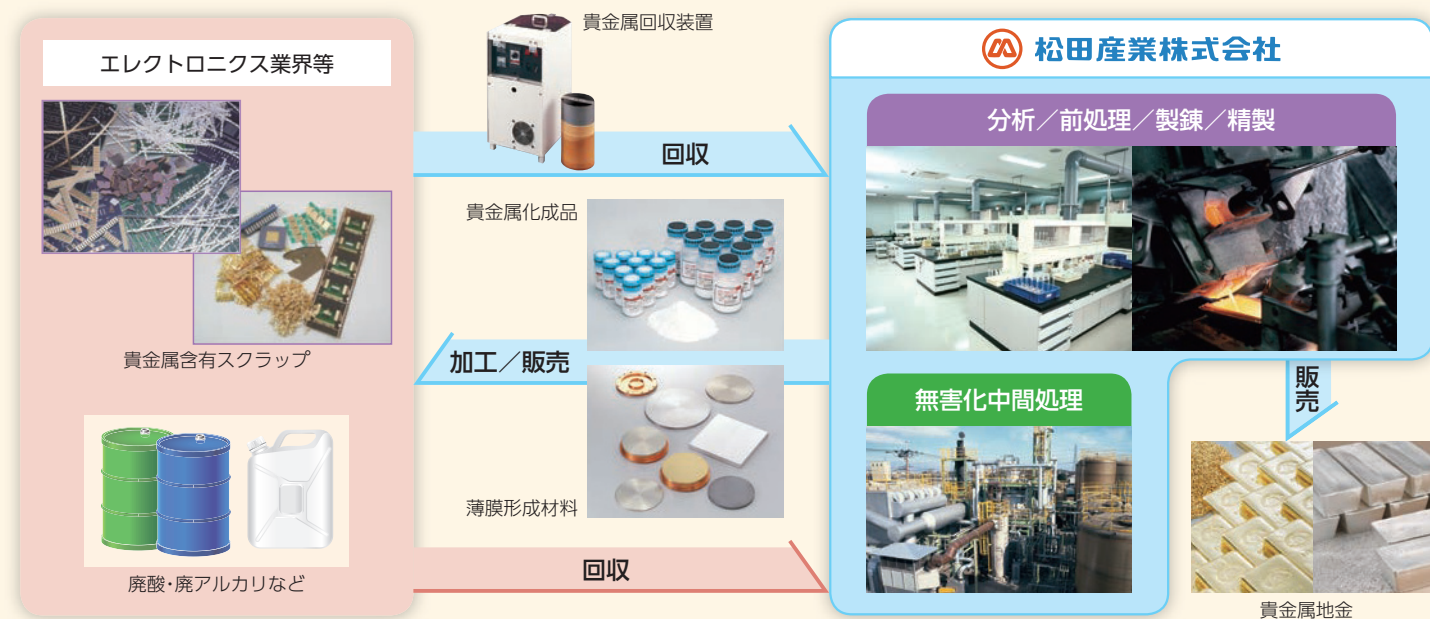 エレクトロニクス業界等
貴金属含有スクラップ
廃酸・廃アルカリなど
貴金属回収装置
回収
貴金属化成品
加工／販売
薄膜形成材料
回収
松田産業株式会社
分析／前処理／製錬／精製
無害化中間処理
販売
貴金属地金